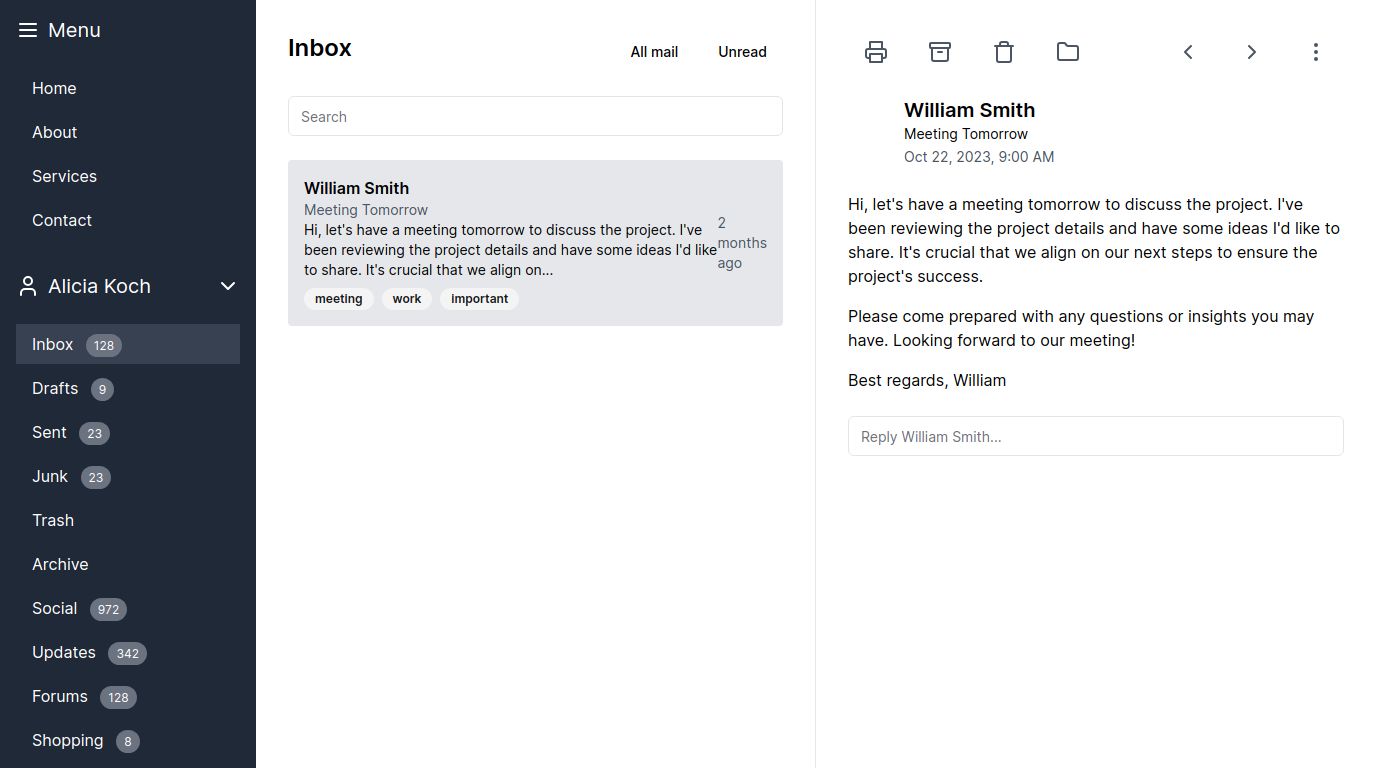 Menu
Home
About
Services
Contact
Alicia Koch
Inbox 128
Drafts 9
Sent 23
Junk 23
Trash
Archive
Social 972
Updates 342
Forums 128
Shopping 8
Inbox
All mail
Unread
Search
William Smith
Meeting Tomorrow
Hi, let's have a meeting tomorrow to discuss the project. I've
been reviewing the project details and have some ideas I'd like
to share. It's crucial that we align on...
2
months
ago
meeting work important
William Smith
Meeting Tomorrow
Oct 22, 2023, 9:00 AM
Hi, let's have a meeting tomorrow to discuss the project. I've
been reviewing the project details and have some ideas I'd like to
share. It's crucial that we align on our next steps to ensure the
project's success.
Please come prepared with any questions or insights you may
have. Looking forward to our meeting!
Best regards, William
Reply William Smith...